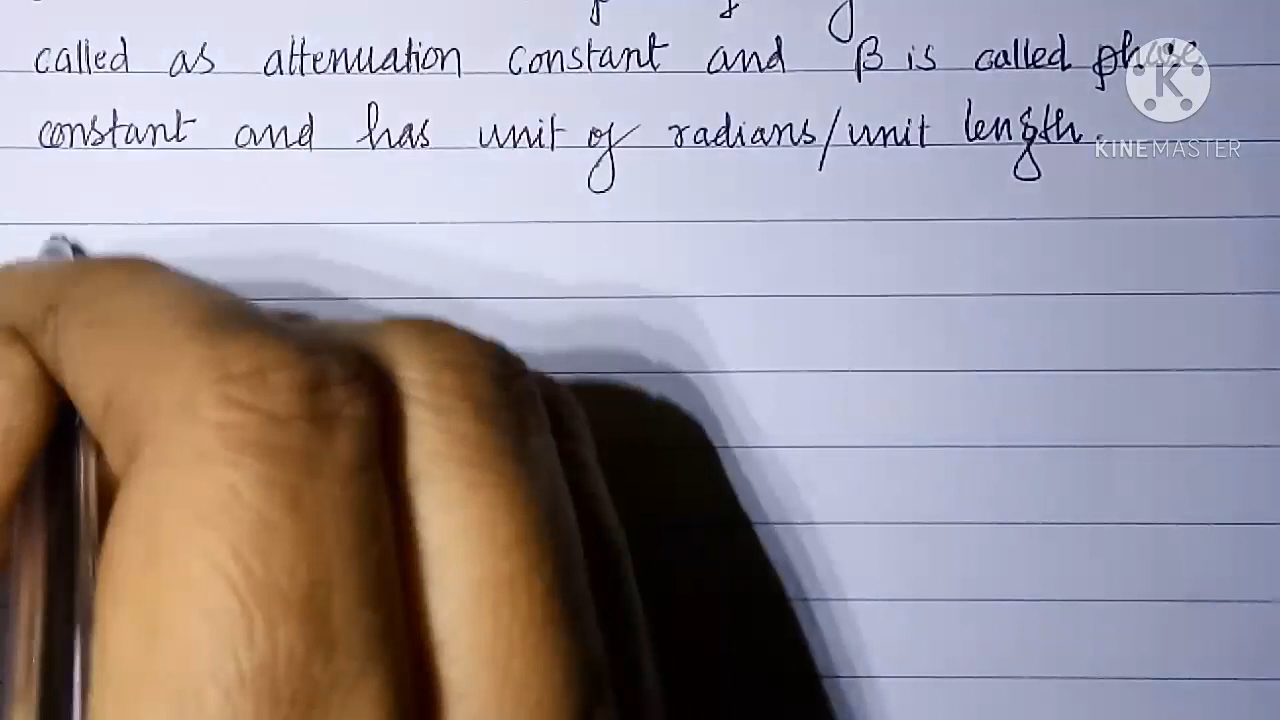 called as attenuation constant and β is called phase
constant and has unit of radians/unit length.
K
KINEMASTER